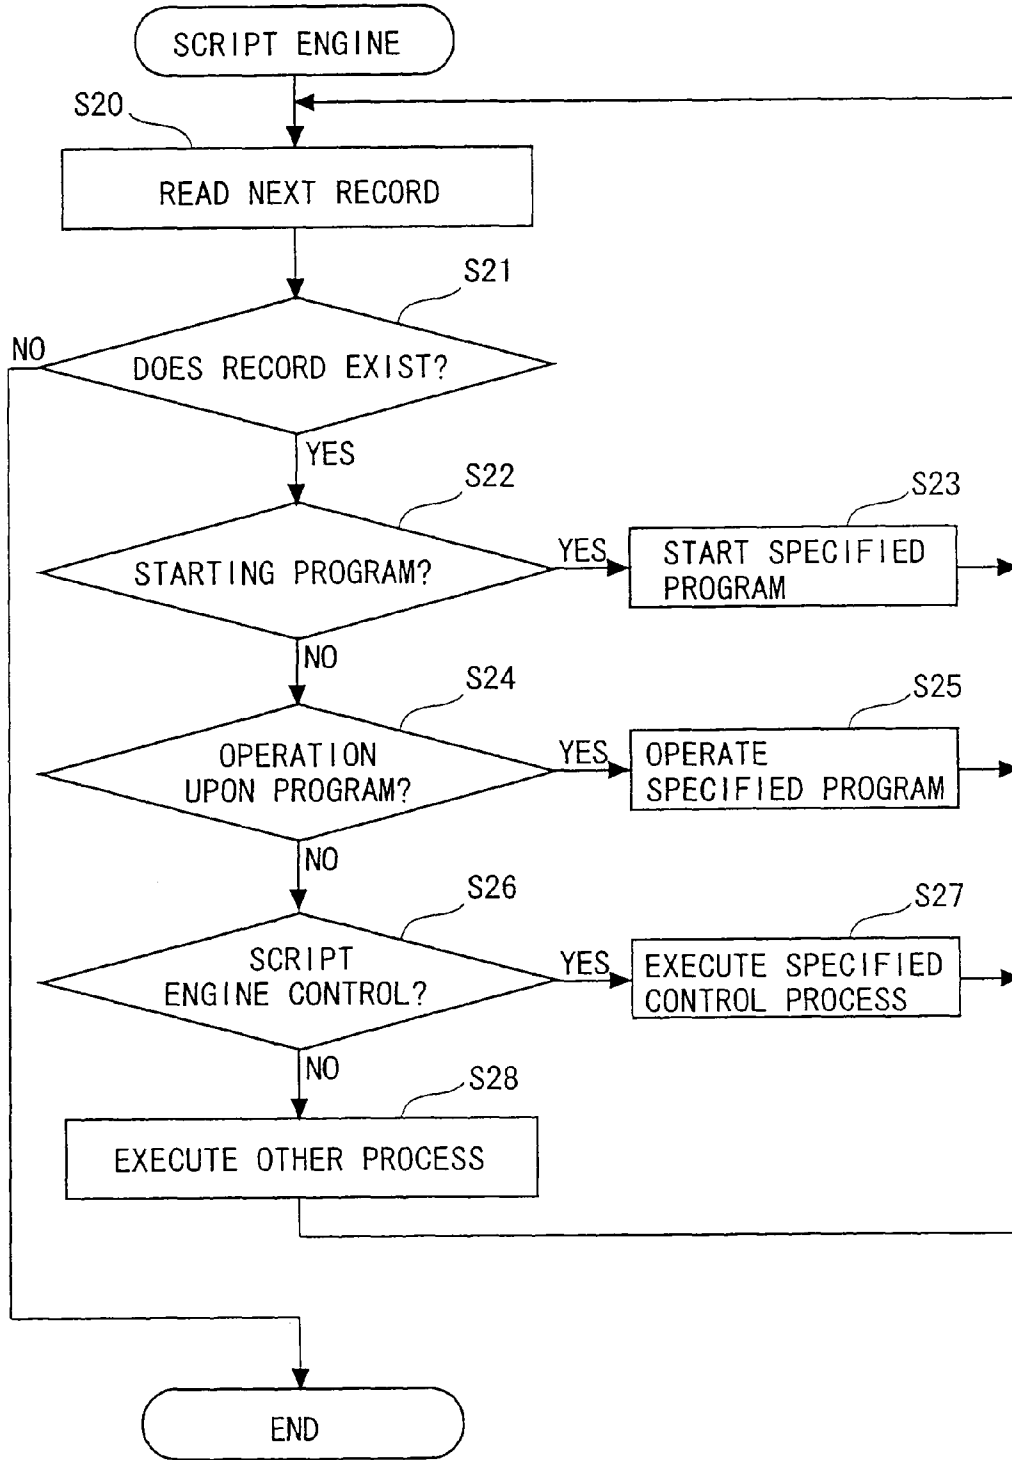 SCRIPT ENGINE
S20
READ NEXT RECORD
S21
NO
DOES RECORD EXIST?
YES
S22
S23
STARTING PROGRAM?
YES
START SPECIFIED
PROGRAM
NO
S24
S25
OPERATION
UPON PROGRAM?
YES
OPERATE
SPECIFIED PROGRAM
NO
S26
S27
SCRIPT
ENGINE CONTROL?
YES
EXECUTE SPECIFIED
CONTROL PROCESS
NO
S28
EXECUTE OTHER PROCESS
END